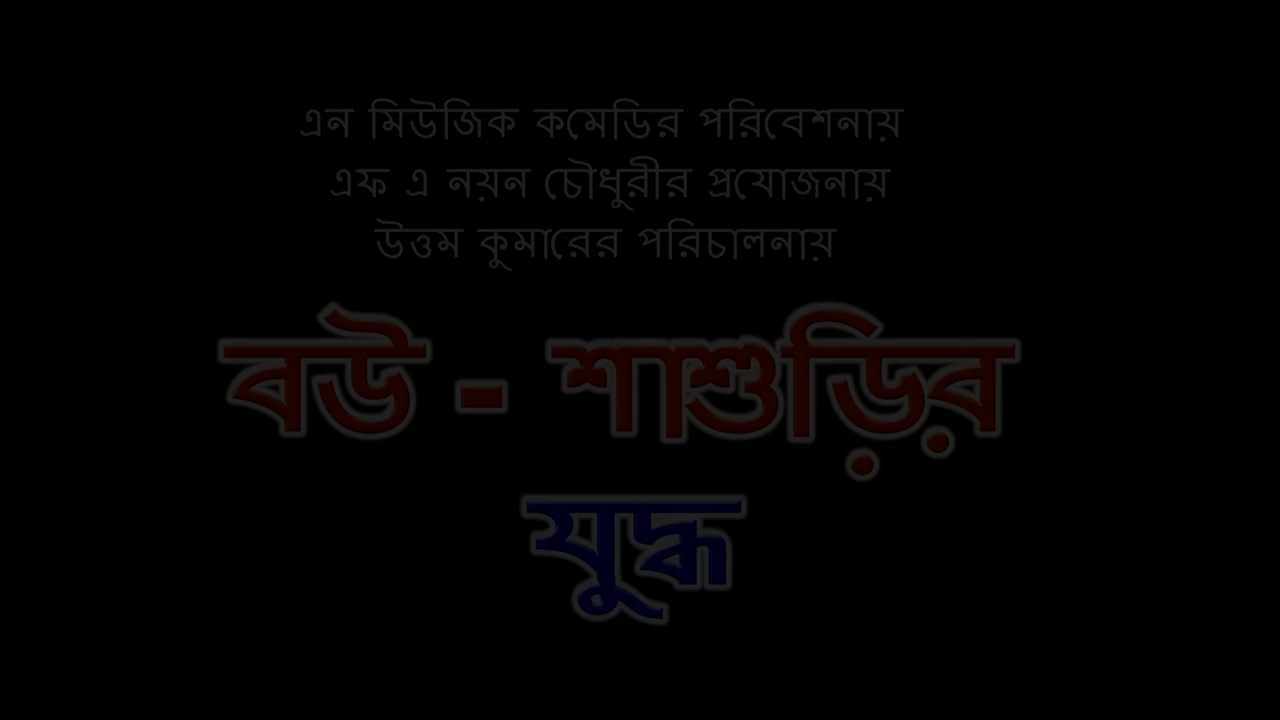 এন মিউজিক কমেডির পরিবেশনায়
এফ এ নয়ন চৌধুরীর প্রযোজনায়
উত্তম কুমারের পরিচালনায়
বউ - শাশুড়ির
যুদ্ধ